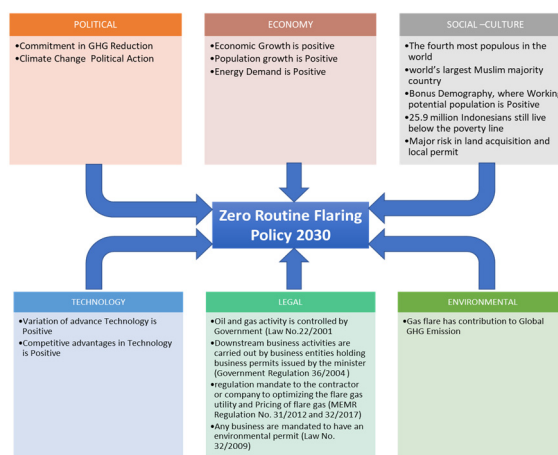 POLITICAL
•Commitment in GHG Reduction
•Climate Change Political Action
ECONOMY
•Economic Growth is positive
•Population growth is Positive
•Energy Demand is Positive
SOCIAL –CULTURE
•The fourth most populous in the
world
•world's largest Muslim majority
country
•Bonus Demography, where Working
potential population is Positive
•25.9 million Indonesians still live
below the poverty line
•Major risk in land acquisition and
local permit
Zero Routine Flaring
Policy 2030
TECHNOLOGY
•Variation of advance Technology is
Positive
•Competitive advantages in Technology
is Positive
LEGAL
•Oil and gas activity is controlled by
Government (Law No.22/2001
•Downstream business activities are
carried out by business entities holding
business permits issued by the minister
(Government Regulation 36/2004 )
•regulation mandate to the contractor
or company to optimizing the flare gas
utility and Pricing of flare gas (MEMR
Regulation No. 31/2012 and 32/2017)
•Any business are mandated to have an
environmental permit (Law No.
32/2009)
ENVIRONMENTAL
•Gas flare has contribution to Global
GHG Emission